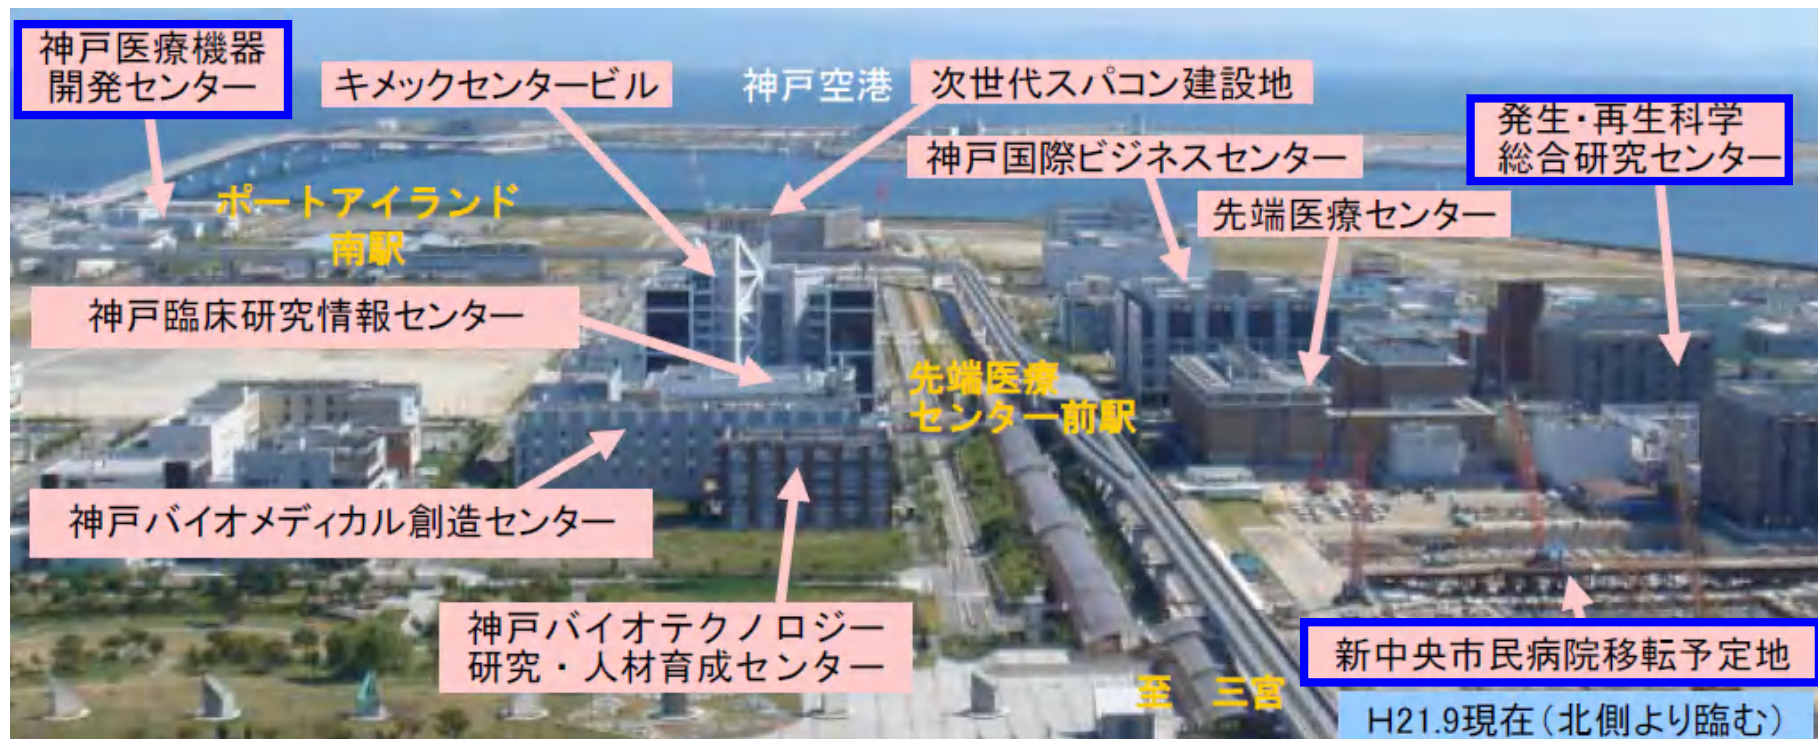 神戸医療機器
開発センター
キメックセンタービル
神戸空港
次世代スパコン建設地
神戸国際ビジネスセンター
発生・再生科学
総合研究センター
先端医療センター
ポートアイランド
南駅
神戸臨床研究情報センター
先端医療
センター前駅
神戸バイオメディカル創造センター
神戸バイオテクノロジー
研究・人材育成センター
新中央市民病院移転予定地
至 三宮
H21.9現在(北側より臨む)